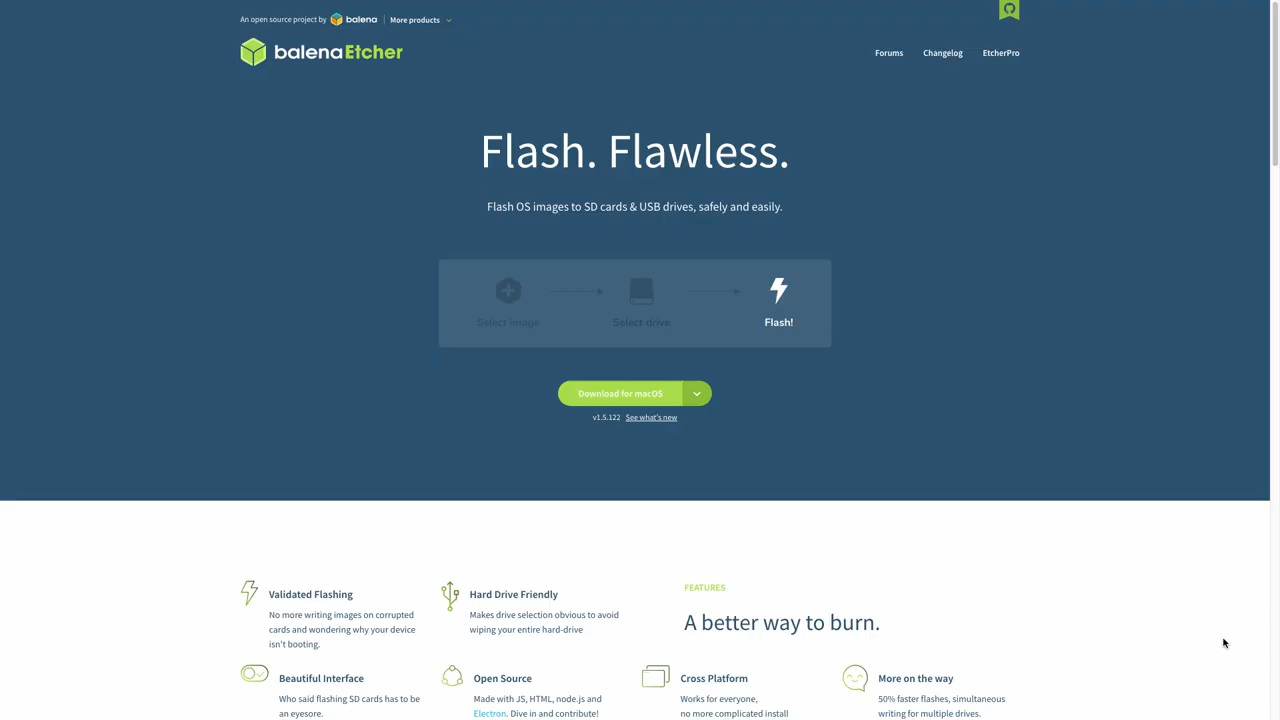 An open source project by balena More products
balenaEtcher
Forums Changelog EtcherPro
Flash. Flawless.
Flash OS images to SD cards & USB drives, safely and easily.
Select image Select drive Flash!
Download for macOS
v1.5.122 See what's new
Validated Flashing
No more writing images on corrupted
cards and wondering why your device
isn't booting.
Hard Drive Friendly
Makes drive selection obvious to avoid
wiping your entire hard-drive
FEATURES
A better way to burn.
Beautiful Interface
Who said flashing SD cards has to be
an eyesore.
Open Source
Made with JS, HTML, node.js and
Electron. Dive in and contribute!
Cross Platform
Works for everyone,
no more complicated install
More on the way
50% faster flashes, simultaneous
writing for multiple drives.